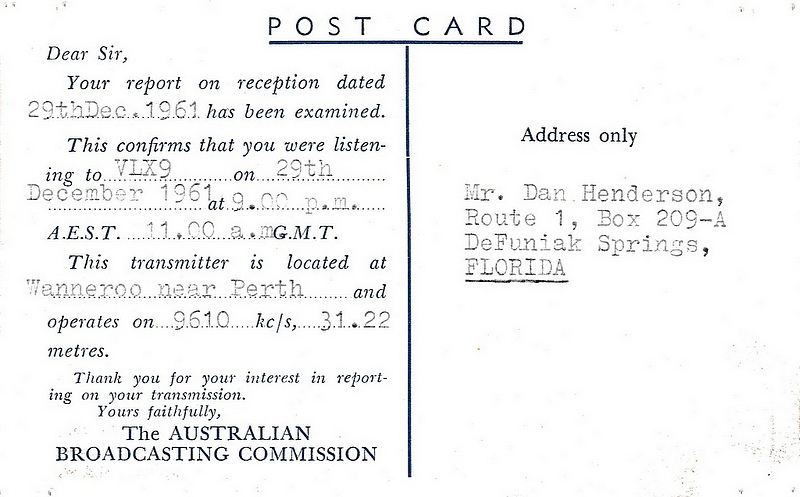 POST CARD
Dear Sir,
Your report on reception dated
29thDec.1961 has been examined.
This confirms that you were listen-
ing to VLX9 on 29th
December 1961 at 9.00 p.m.
A.E.S.T. 11.00 a.m G.M.T.
This transmitter is located at
Wanneroo near Perth and
operates on 9610 kc/s, 31.22
metres.
Thank you for your interest in report-
ing on your transmission.
Yours faithfully,
The AUSTRALIAN
BROADCASTING COMMISSION
Address only
Mr. Dan Henderson,
Route 1, Box 209-A
DeFuniak Springs,
FLORIDA